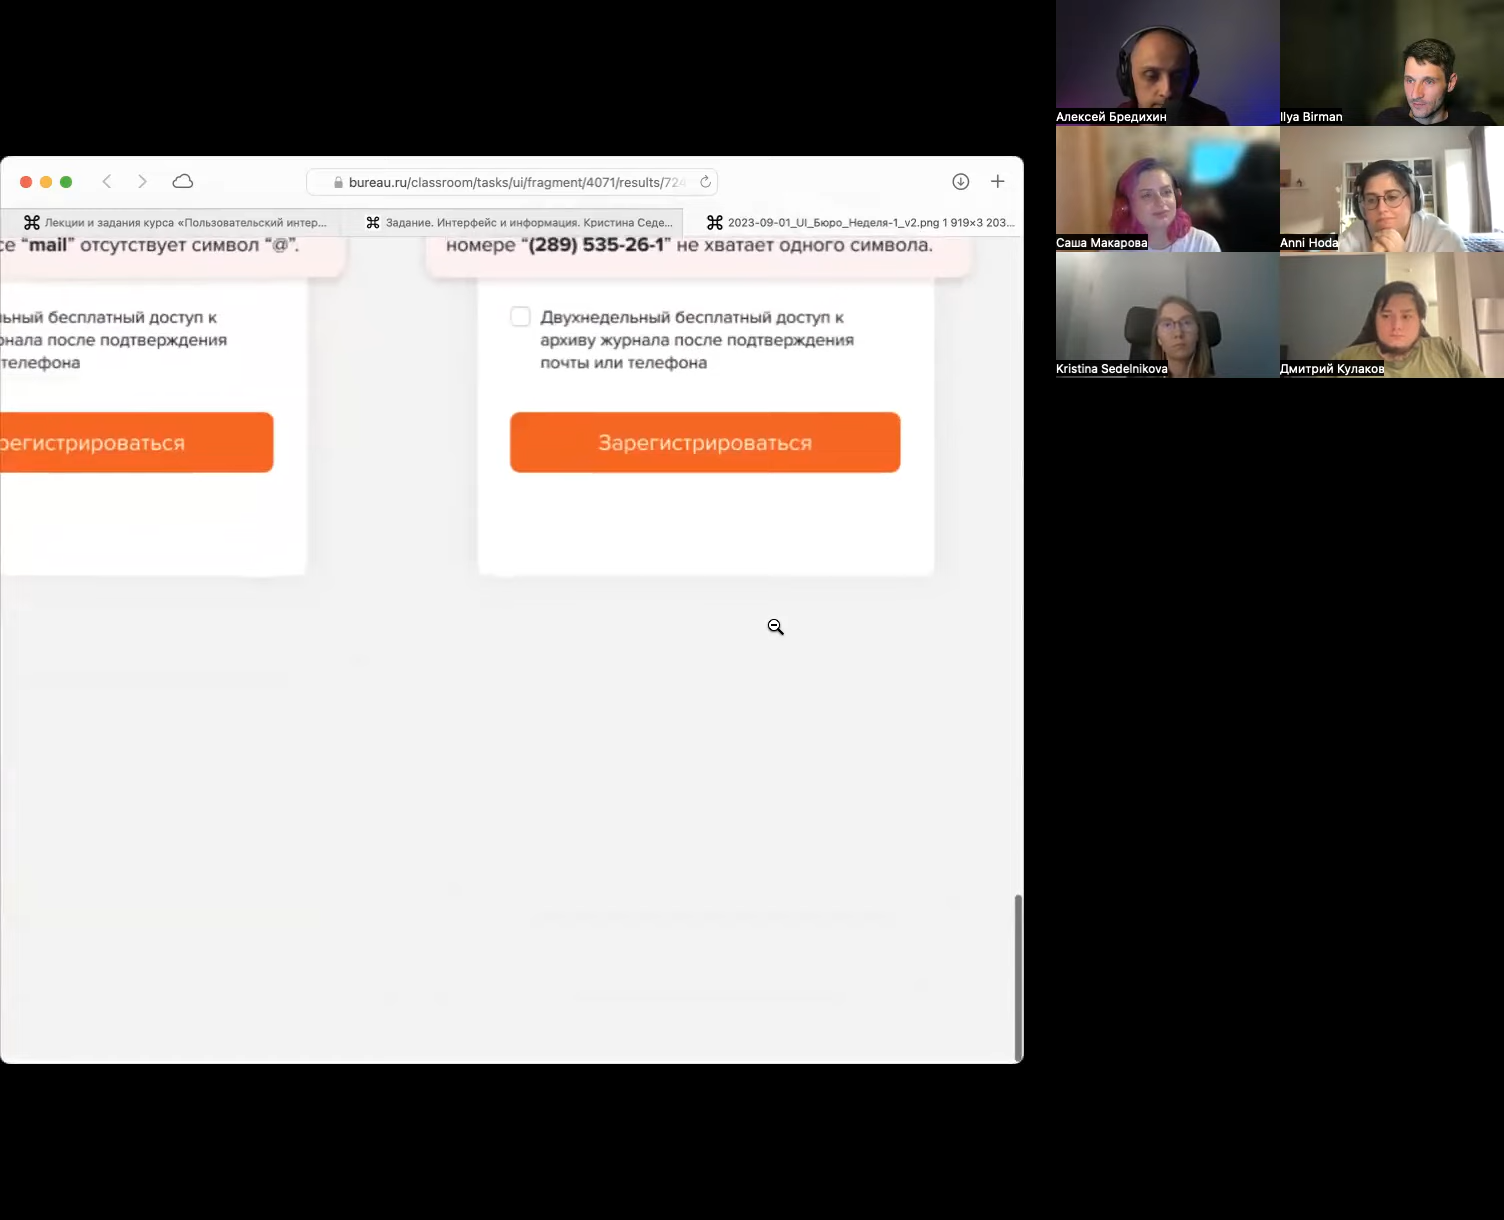 bureau.ru/classroom/tasks/ui/fragment/4071/results/724
Лекции и задания курса «Пользовательский интер...
Задание. Интерфейс и информация. Кристина Седе...
2023-09-01_UI_Бюро_Неделя-1_v2.png 1 919×3 203...
се “mail” отсутствует символ “@”.
номере “(289) 535-26-1” не хватает одного символа.
ьный бесплатный доступ к
рнала после подтверждения
телефона
Двухнедельный бесплатный доступ к
архиву журнала после подтверждения
почты или телефона
регистрироваться
Зарегистрироваться
Алексей Бредихин
Ilya Birman
Саша Макарова
Anni Hoda
Kristina Sedelnikova
Дмитрий Кулаков